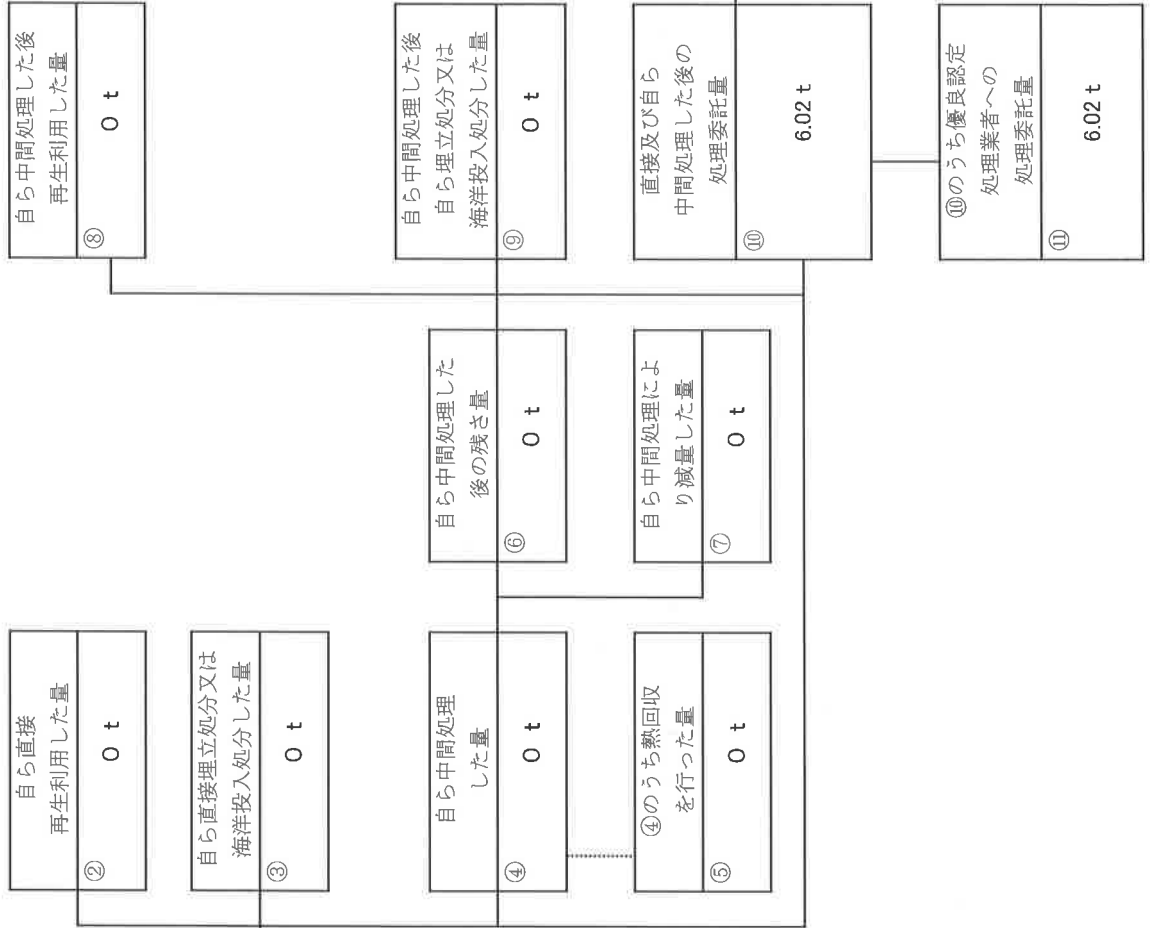 自ら直接
再生利用した量
②
0 t
自ら直接埋立処分又は
海洋投入処分した量
③
0 t
自ら中間処理
した量
④
0 t
④のうち熱回収
を行った量
⑤
0 t
自ら中間処理した
後の残さ量
⑥
0 t
自ら中間処理によ
り減量した量
⑦
0 t
自ら中間処理した後
再生利用した量
⑧
0 t
自ら中間処理した後
自ら埋立処分又は
海洋投入処分した量
⑨
0 t
直接及び自ら
中間処理した後の
処理委託量
⑩
6.02 t
⑩のうち優良認定
処理業者への
処理委託量
⑪
6.02 t